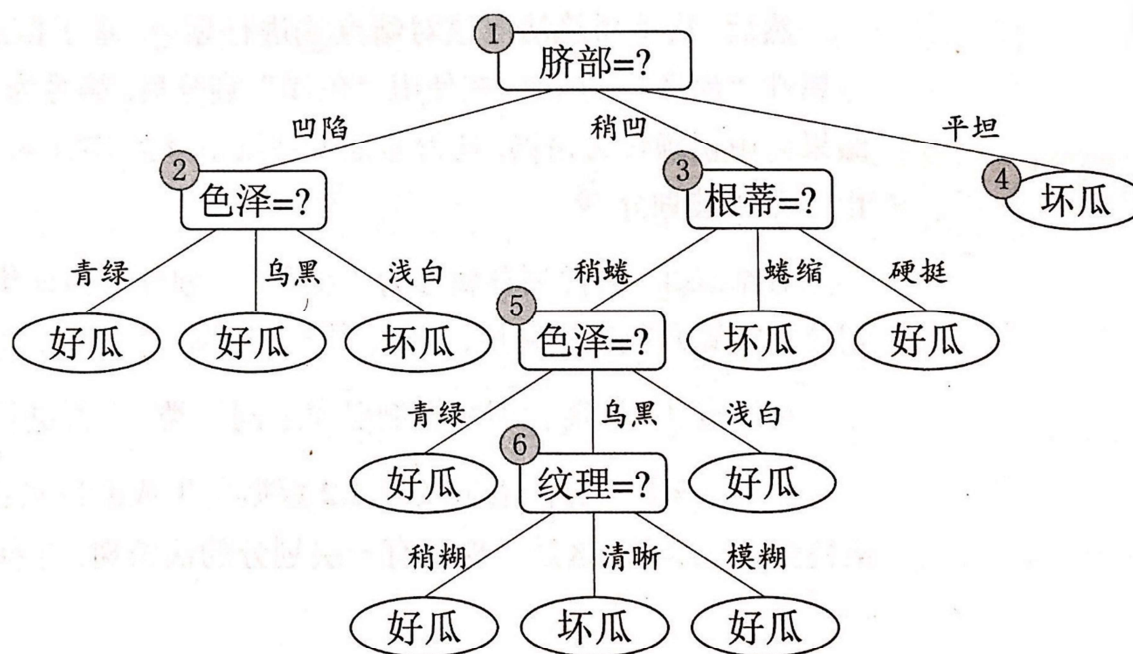 1
脐部=?
凹陷 稍凹 平坦
2 3 4
色泽=? 根蒂=? 坏瓜
青绿 乌黑 浅白 稍蜷 蜷缩 硬挺
5
好瓜 好瓜 坏瓜 色泽=? 坏瓜 好瓜
青绿 乌黑 浅白
6
好瓜 纹理=? 好瓜
稍糊 清晰 模糊
好瓜 坏瓜 好瓜